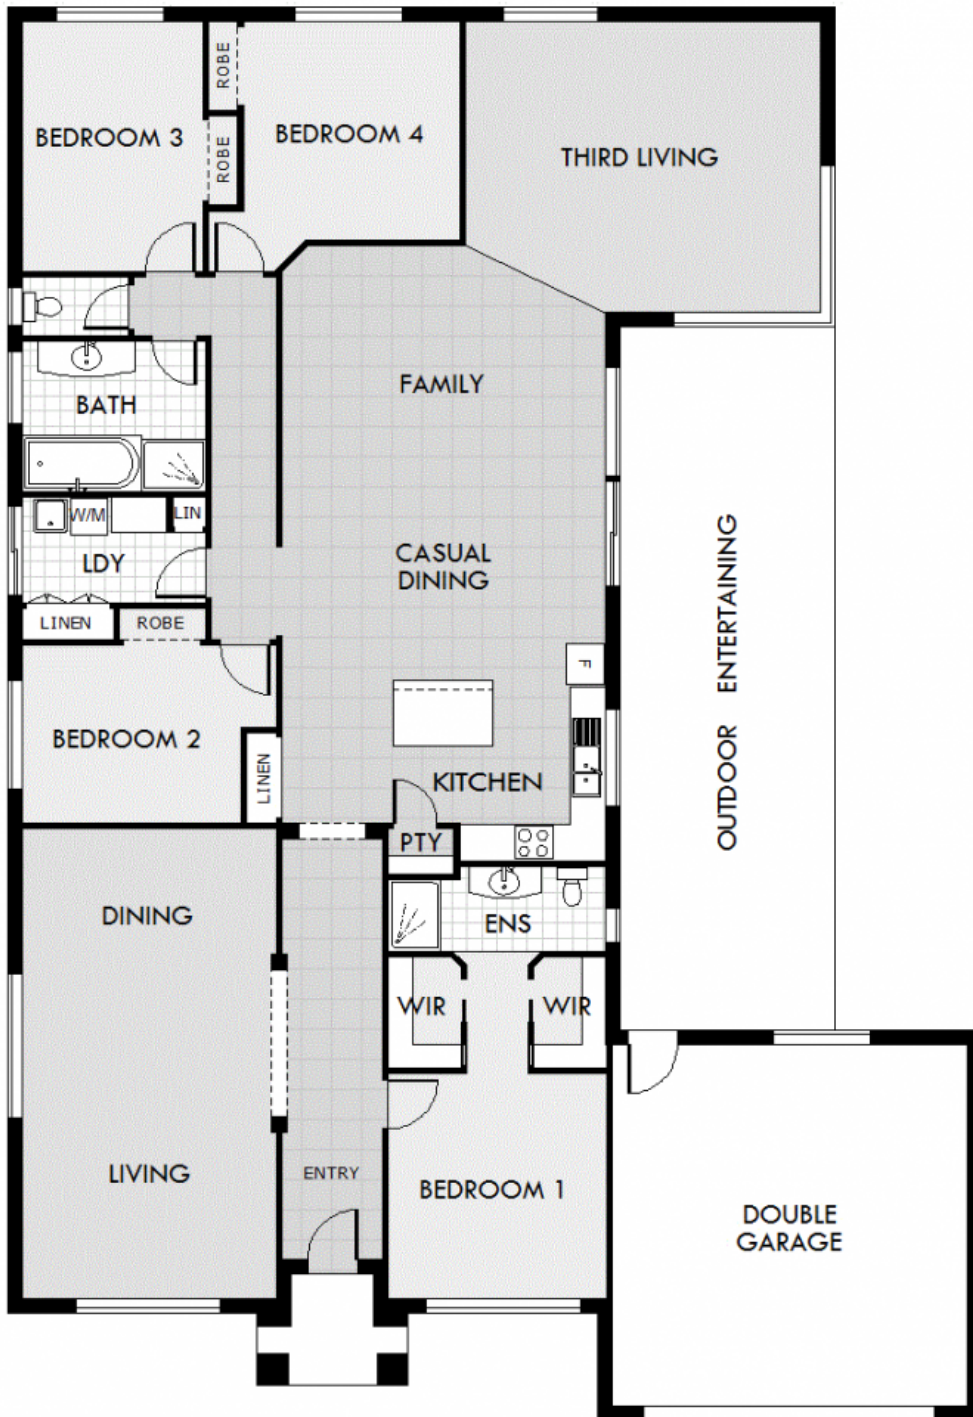 ROBE
BEDROOM 3
BEDROOM 4
ROBE
THIRD LIVING
FAMILY
BATH
W/M
LIN
LDY
CASUAL
DINING
OUTDOOR ENTERTAINING
LINEN
ROBE
F
BEDROOM 2
LINEN
KITCHEN
PTY
DINING
ENS
WIR
WIR
LIVING
ENTRY
BEDROOM 1
DOUBLE
GARAGE